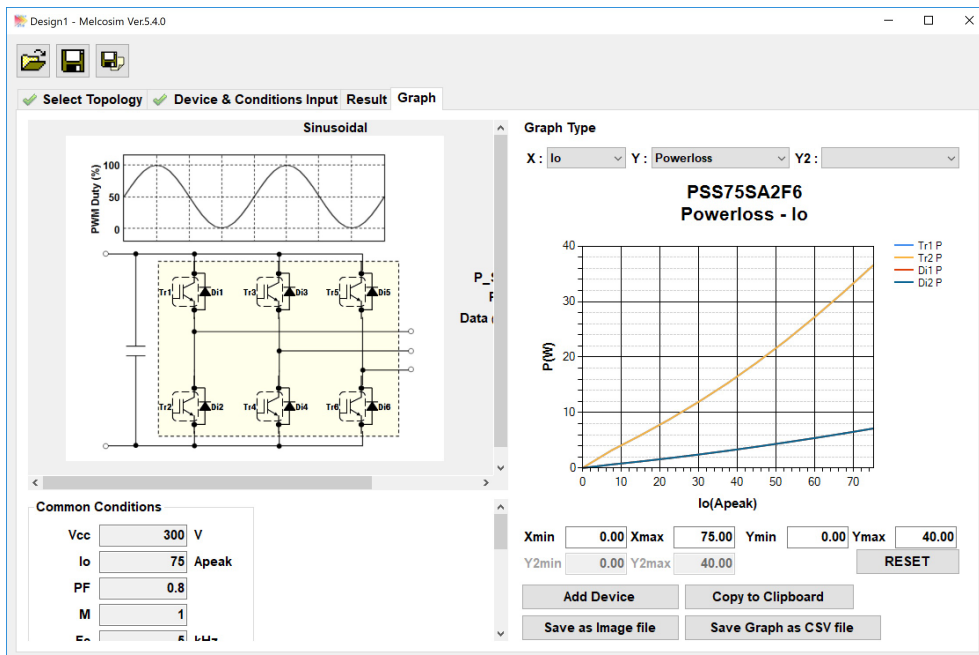 Design1 - Melcosim Ver.5.4.0
Select Topology Device & Conditions Input Result Graph
Sinusoidal
PWM Duty (%)
100
50
0
Tr1 Di1 Tr3 Di3 Tr5 Di5
Tr2 Di2 Tr4 Di4 Tr6 Di6
P_S
Data
Common Conditions
Vcc 300 V
Io 75 Apeak
PF 0.8
M 1
Fc 5 kHz
Graph Type
X : Io Y : Powerloss Y2 :
PSS75SA2F6
Powerloss - Io
P(W)
40
30
20
10
0
0 10 20 30 40 50 60 70
Io(Apeak)
Tr1 P
Tr2 P
Di1 P
Di2 P
Xmin 0.00 Xmax 75.00 Ymin 0.00 Ymax 40.00
Y2min 0.00 Y2max 40.00 RESET
Add Device Copy to Clipboard
Save as Image file Save Graph as CSV file